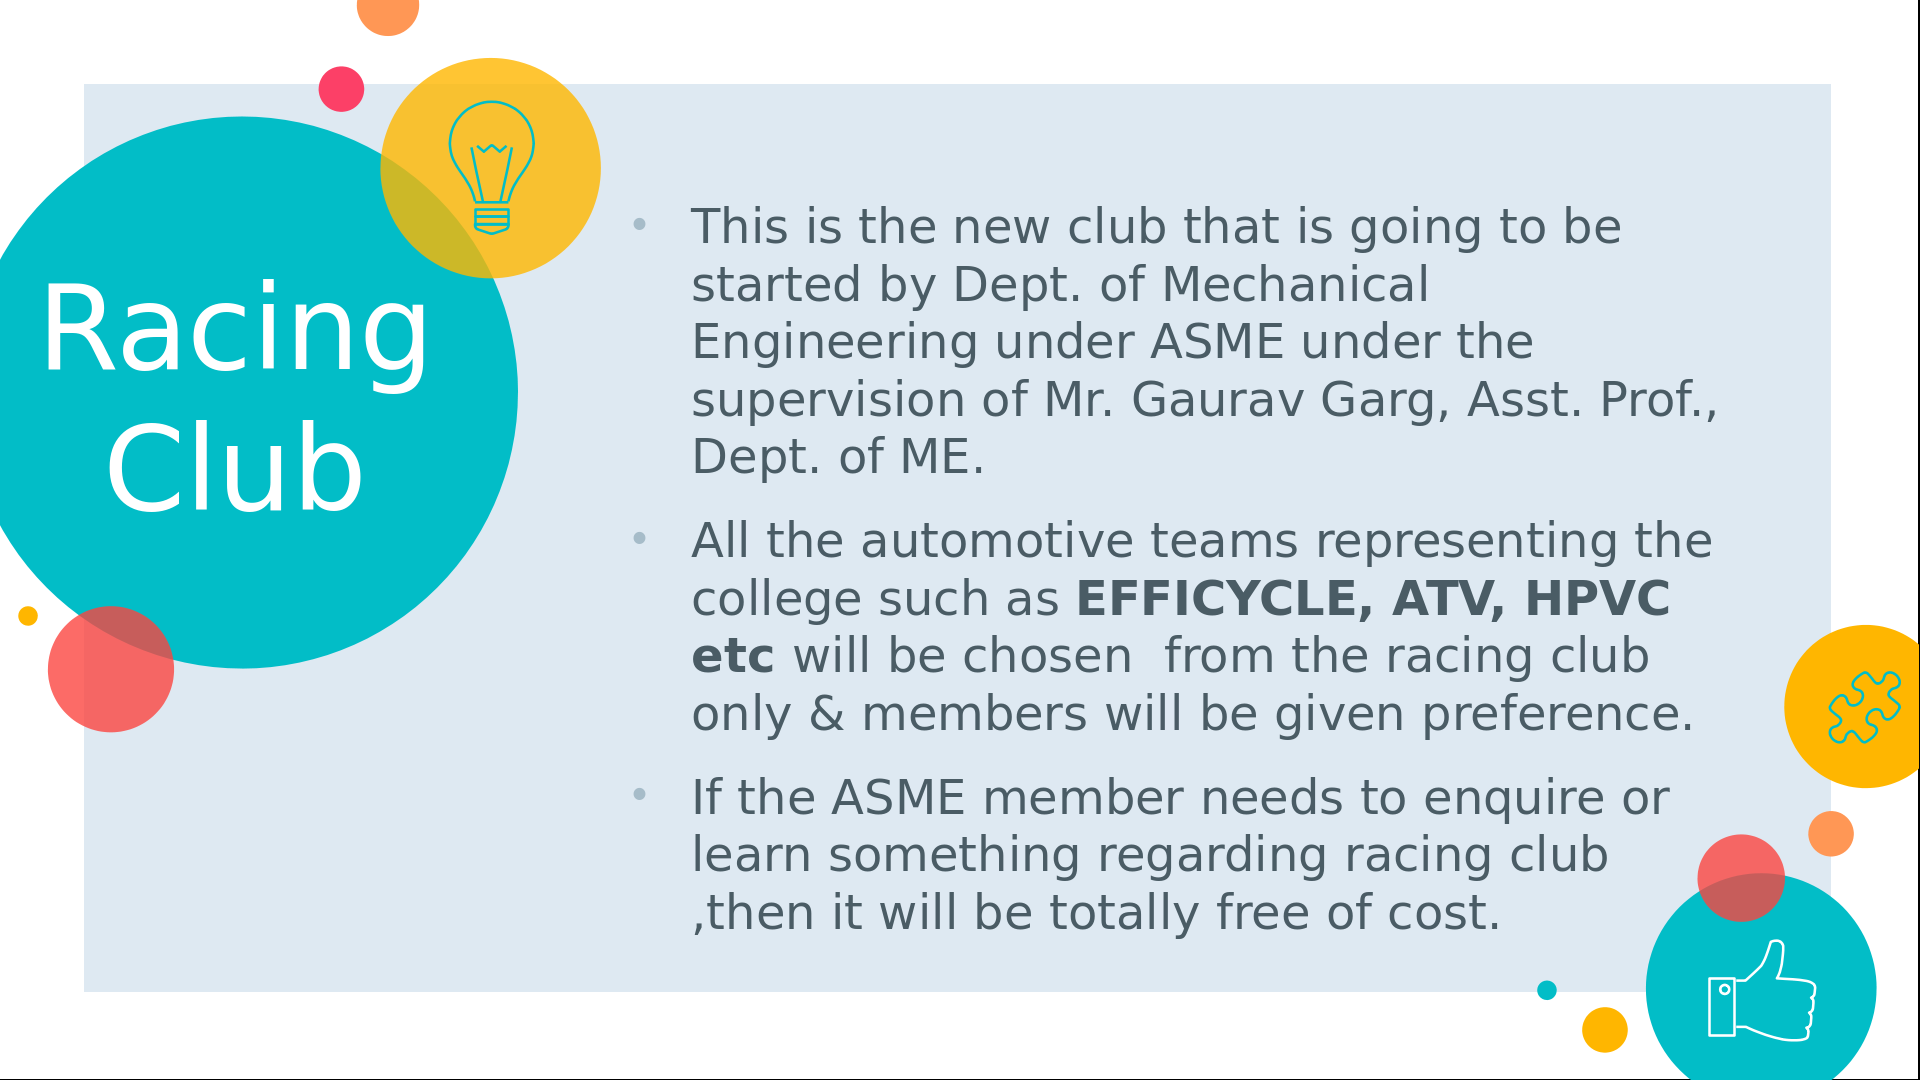 Racing
Club
• This is the new club that is going to be
started by Dept. of Mechanical
Engineering under ASME under the
supervision of Mr. Gaurav Garg, Asst. Prof.,
Dept. of ME.
• All the automotive teams representing the
college such as EFFICYCLE, ATV, HPVC
etc will be chosen  from the racing club
only & members will be given preference.
• If the ASME member needs to enquire or
learn something regarding racing club
,then it will be totally free of cost.